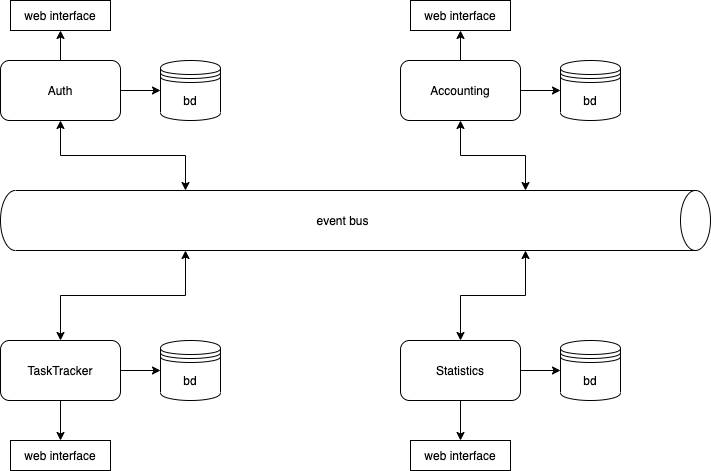 web interface
web interface
Auth
bd
Accounting
bd
event bus
TaskTracker
bd
Statistics
bd
web interface
web interface